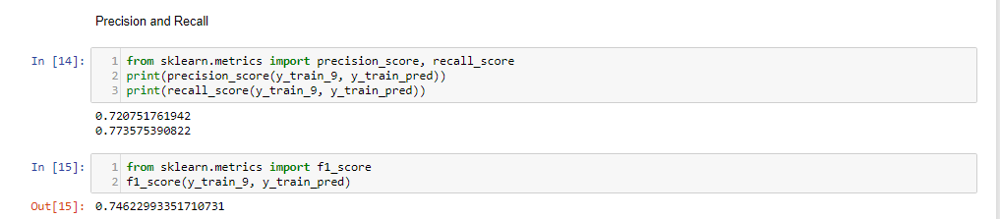 Precision and Recall
In [14]:
1 from sklearn.metrics import precision_score, recall_score
2 print(precision_score(y_train_9, y_train_pred))
3 print(recall_score(y_train_9, y_train_pred))
0.720751761942
0.773575390822
In [15]:
1 from sklearn.metrics import f1_score
2 f1_score(y_train_9, y_train_pred)
Out[15]: 0.74622993351710731